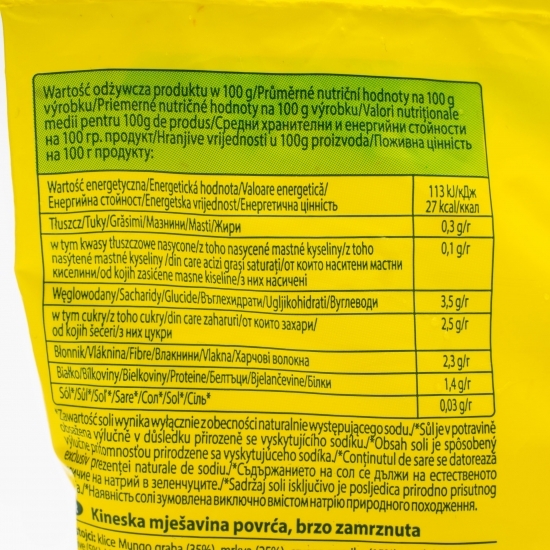 Wartość odżywcza produktu w 100 g/Průměrné nutriční hodnoty na 100 g
výrobku/Priemerné nutričné hodnoty na 100 g výrobku/Valori nutriționale
medii pentru 100g de produs/Средни хранителни и енергийни стойности
на 100 гр. продукт/Hranjive vrijednosti u 100g proizvoda/Поживна цінність
на 100 г продукту:
Wartość energetyczna/Energetická hodnota/Valoare energetică/
Енергийна стойност/Energetska vrijednost/Енергетична цінність
113 kJ/кДж
27 kcal/ккал
Tłuszcz/Tuky/Grăsimi/Мазнини/Masti/Жири
0,3 g/г
w tym kwasy tłuszczowe nasycone/z toho nasycené mastné kyseliny/z toho
nasýtené mastné kyseliny /din care acizi grași saturați/от които наситени мастни
киселини/od kojih zasićene masne kiseline/з них насичені
0,1 g/г
Węglowodany/Sacharidy/Glucide/Въглехидрати/Ugljikohidrati/Вуглеводи
3,5 g/г
w tym cukry/z toho cukry/din care zaharuri/от които захари/
od kojih šećeri/з них цукри
2,5 g/г
Błonnik/Vláknina/Fibre/Влакнини/Vlakna/Харчові волокна
2,3 g/г
Białko/Bílkoviny/Bielkoviny/Proteine/Белтъци/Bjelančevine/Білки
1,4 g/г
Sól*/Sůl*/Soľ*/Sare*/Сол*/Sol*/Сіль*
0,03 g/г
*Zawartość soli wynika wyłącznie z obecności naturalnie występującego sodu./*Sůl je v potravině
obsažena výlučně v důsledku přirozeně se vyskytujícího sodíku./*Obsah soli je spôsobený
výlučne prítomnosťou prirodzene sa vyskytujúceho sodíka./*Conținutul de sare se datorează
exclusiv prezenței naturale de sodiu./*Съдържанието на сол се дължи на естественото
на натрий в зеленчуците./*Sadržaj soli isključivo je posljedica prirodno prisutnog
/*Наявність солі зумовлена виключно вмістом натрію природного походження.
Kineska mješavina povrća, brzo zamrznuta
klice Mungo graha (35%), mrkva (25%)